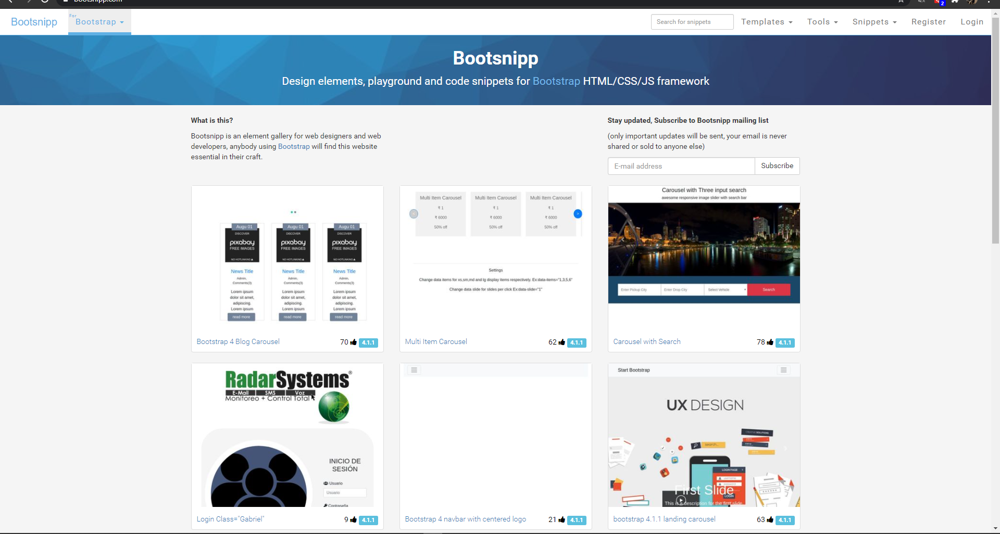 bootsnipp.com
2
Bootsnipp
For
Bootstrap
Search for snippets
Templates
Tools
Snippets
Register
Login
Bootsnipp
Design elements, playground and code snippets for Bootstrap HTML/CSS/JS framework
What is this?
Bootsnipp is an element gallery for web designers and web
developers, anybody using Bootstrap will find this website
essential in their craft.
Stay updated, Subscribe to Bootsnipp mailing list
(only important updates will be sent, your email is never
shared or sold to anyone else)
E-mail address
Subscribe
Augu 01
DISCOVER
pixabay
FREE IMAGES
NO HOTLINKING
News Title
Admin,
Comments(3)
Lorem ipsum
dolor sit amet,
adipiscing.
Lorem ipsum
read more
Augu 01
DISCOVER
pixabay
FREE IMAGES
NO HOTLINKING
News Title
Admin,
Comments(3)
Lorem ipsum
dolor sit amet,
adipiscing.
Lorem ipsum
read more
Augu 01
DISCOVER
pixabay
FREE IMAGES
NO HOTLINKING
News Title
Admin,
Comments(3)
Lorem ipsum
dolor sit amet,
adipiscing.
Lorem ipsum
read more
Bootstrap 4 Blog Carousel
70 4.1.1
<
Multi Item Carousel
₹ 1
₹ 6000
50% off
Multi Item Carousel
₹ 1
₹ 6000
50% off
Multi Item Carousel
₹ 1
₹ 6000
50% off
>
Settings
Change data items for xs,sm,md and lg display items respectively. Ex:data-items="1,3,5,6"
Change data slide for slides per click Ex:data-slide="1"
Multi Item Carousel
62 4.1.1
Carousel with Three input search
awesome responsive image slider with search bar
Enter Pickup City
Enter Drop City
Select Vehicle
Search
Carousel with Search
78 4.1.1
RadarSystems®
E-Mail SMS Voz
Monitoreo + Control Total
INICIO DE
SESIÓN
Usuario
Usuario
Contraseña
Login Class="Gabriel"
9 4.1.1
Bootstrap 4 navbar with centered logo
21 4.1.1
Start Bootstrap
UX DESIGN
CREATIVE SOLUTIONS
search...
LOGIN PAGE
username
password
LOGIN
First Slide
This is a description for the first slide.
bootstrap 4.1.1 landing carousel
63 4.1.1